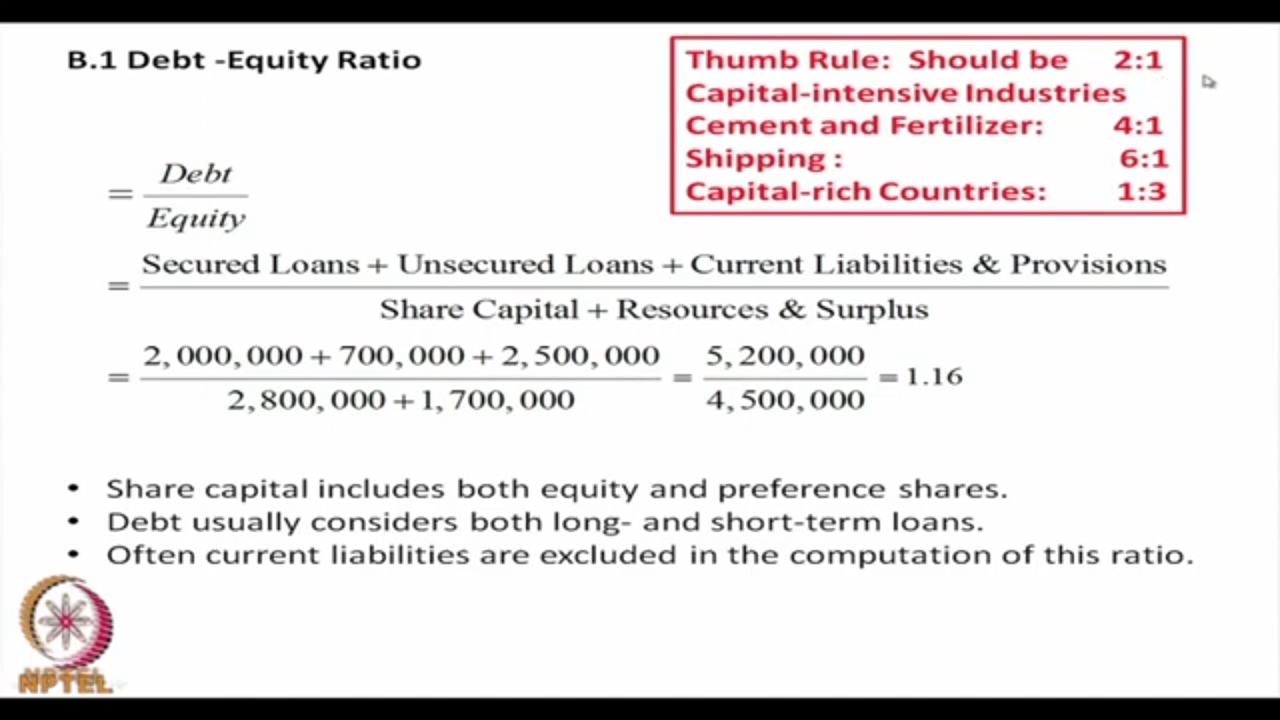 B.1 Debt -Equity Ratio
Thumb Rule: Should be 2:1
Capital-intensive Industries
Cement and Fertilizer: 4:1
Shipping : 6:1
Capital-rich Countries: 1:3
= Debt / Equity
= Secured Loans + Unsecured Loans + Current Liabilities & Provisions / Share Capital + Resources & Surplus
= 2,000,000 + 700,000 + 2,500,000 / 2,800,000 + 1,700,000 = 5,200,000 / 4,500,000 = 1.16
• Share capital includes both equity and preference shares.
• Debt usually considers both long- and short-term loans.
• Often current liabilities are excluded in the computation of this ratio.
NPTEL